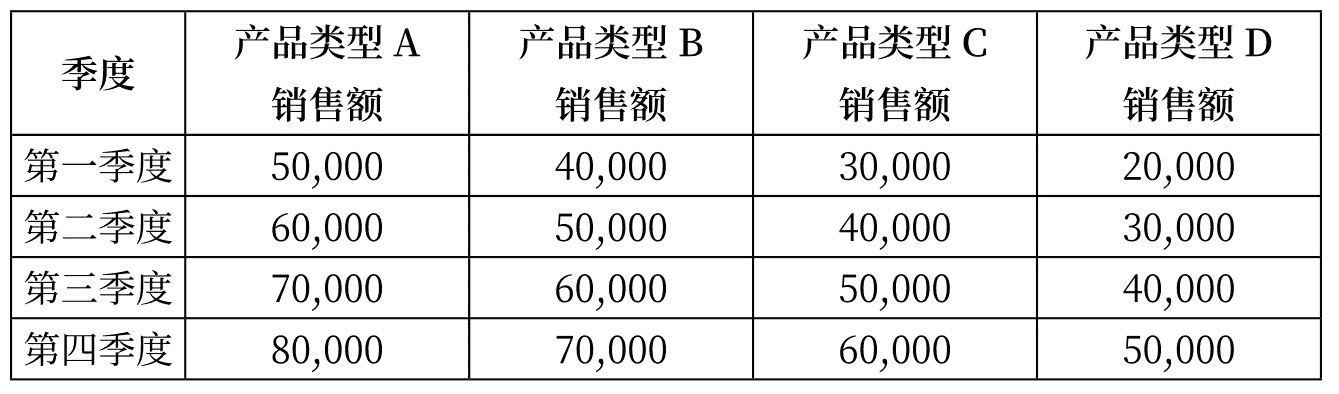 季度 产品类型 A 销售额 产品类型 B 销售额 产品类型 C 销售额 产品类型 D 销售额
第一季度 50,000 40,000 30,000 20,000
第二季度 60,000 50,000 40,000 30,000
第三季度 70,000 60,000 50,000 40,000
第四季度 80,000 70,000 60,000 50,000